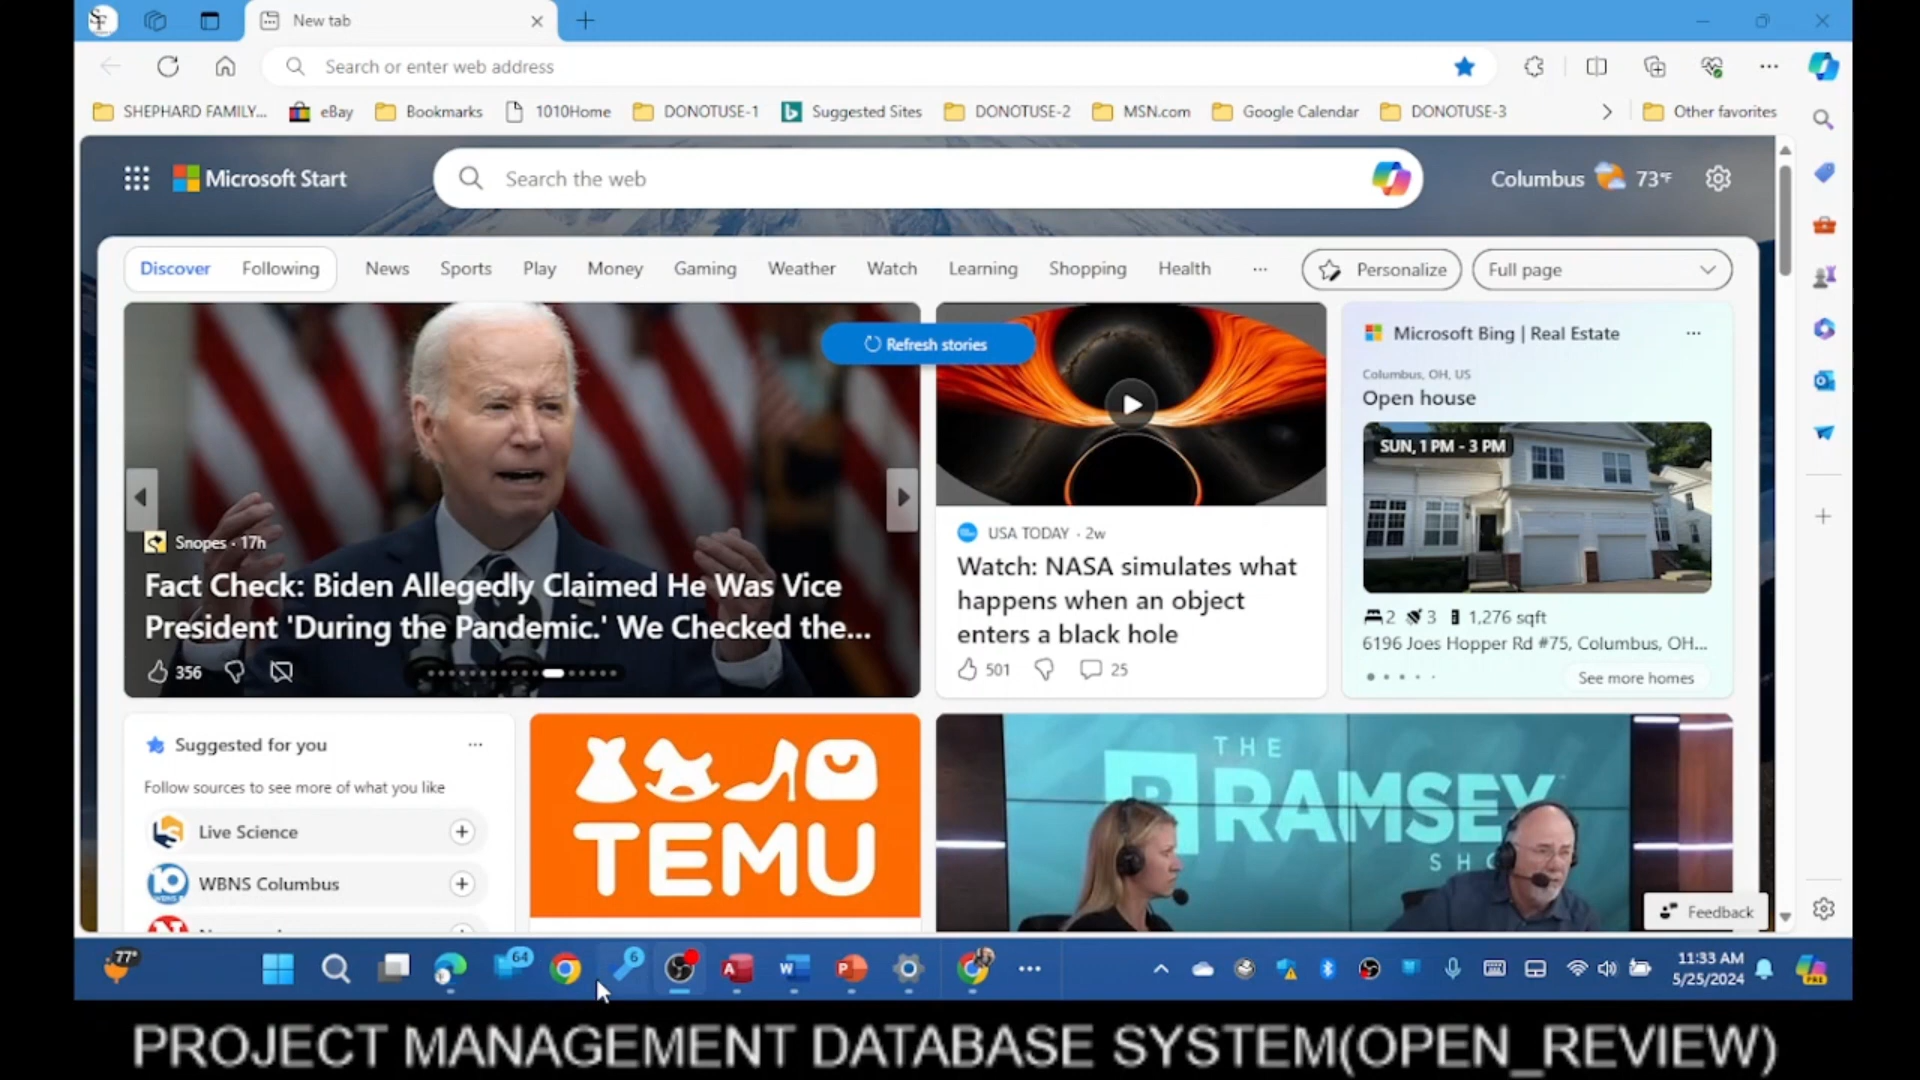 New tab
Search or enter web address
SHEPHARD FAMILY... eBay Bookmarks 1010Home DONOTUSE-1 Suggested Sites DONOTUSE-2 MSN.com Google Calendar DONOTUSE-3 Other favorites
Microsoft Start
Search the web
Columbus 73°F
Discover Following News Sports Play Money Gaming Weather Watch Learning Shopping Health ... Personalize Full page
Refresh stories
Snopes · 17h
Fact Check: Biden Allegedly Claimed He Was Vice
President 'During the Pandemic.' We Checked the...
356
USA TODAY · 2w
Watch: NASA simulates what
happens when an object
enters a black hole
501 25
Microsoft Bing | Real Estate
Columbus, OH, US
Open house
SUN, 1 PM - 3 PM
2 3 1,276 sqft
6196 Joes Hopper Rd #75, Columbus, OH...
See more homes
Suggested for you
Follow sources to see more of what you like
Live Science
WBNS Columbus
TEMU
THE
RAMSEY
Feedback
77°
64
6
11:33 AM
5/25/2024
PROJECT MANAGEMENT DATABASE SYSTEM(OPEN_REVIEW)